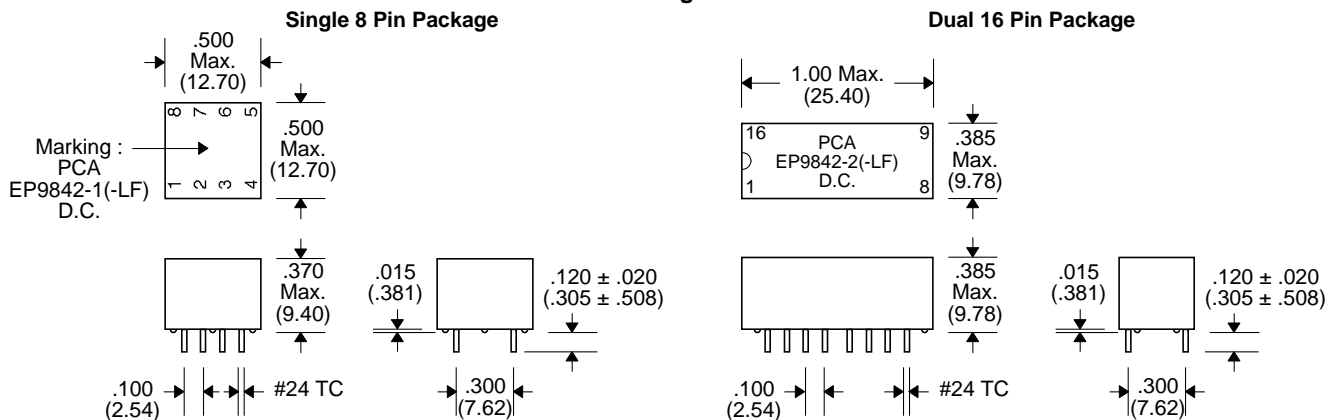 Single 8 Pin Package
.500
Max.
(12.70)
8 7 6 5
1 2 3 4
.500
Max.
(12.70)
Marking :
PCA
EP9842-1(-LF)
D.C.
.370
Max.
(9.40)
.100
(2.54)
#24 TC
.015
(.381)
.120 ± .020
(.305 ± .508)
.300
(7.62)
Dual 16 Pin Package
1.00 Max.
(25.40)
16 9
PCA
EP9842-2(-LF)
D.C.
1 8
.385
Max.
(9.78)
.385
Max.
(9.78)
.100
(2.54)
#24 TC
.015
(.381)
.120 ± .020
(.305 ± .508)
.300
(7.62)